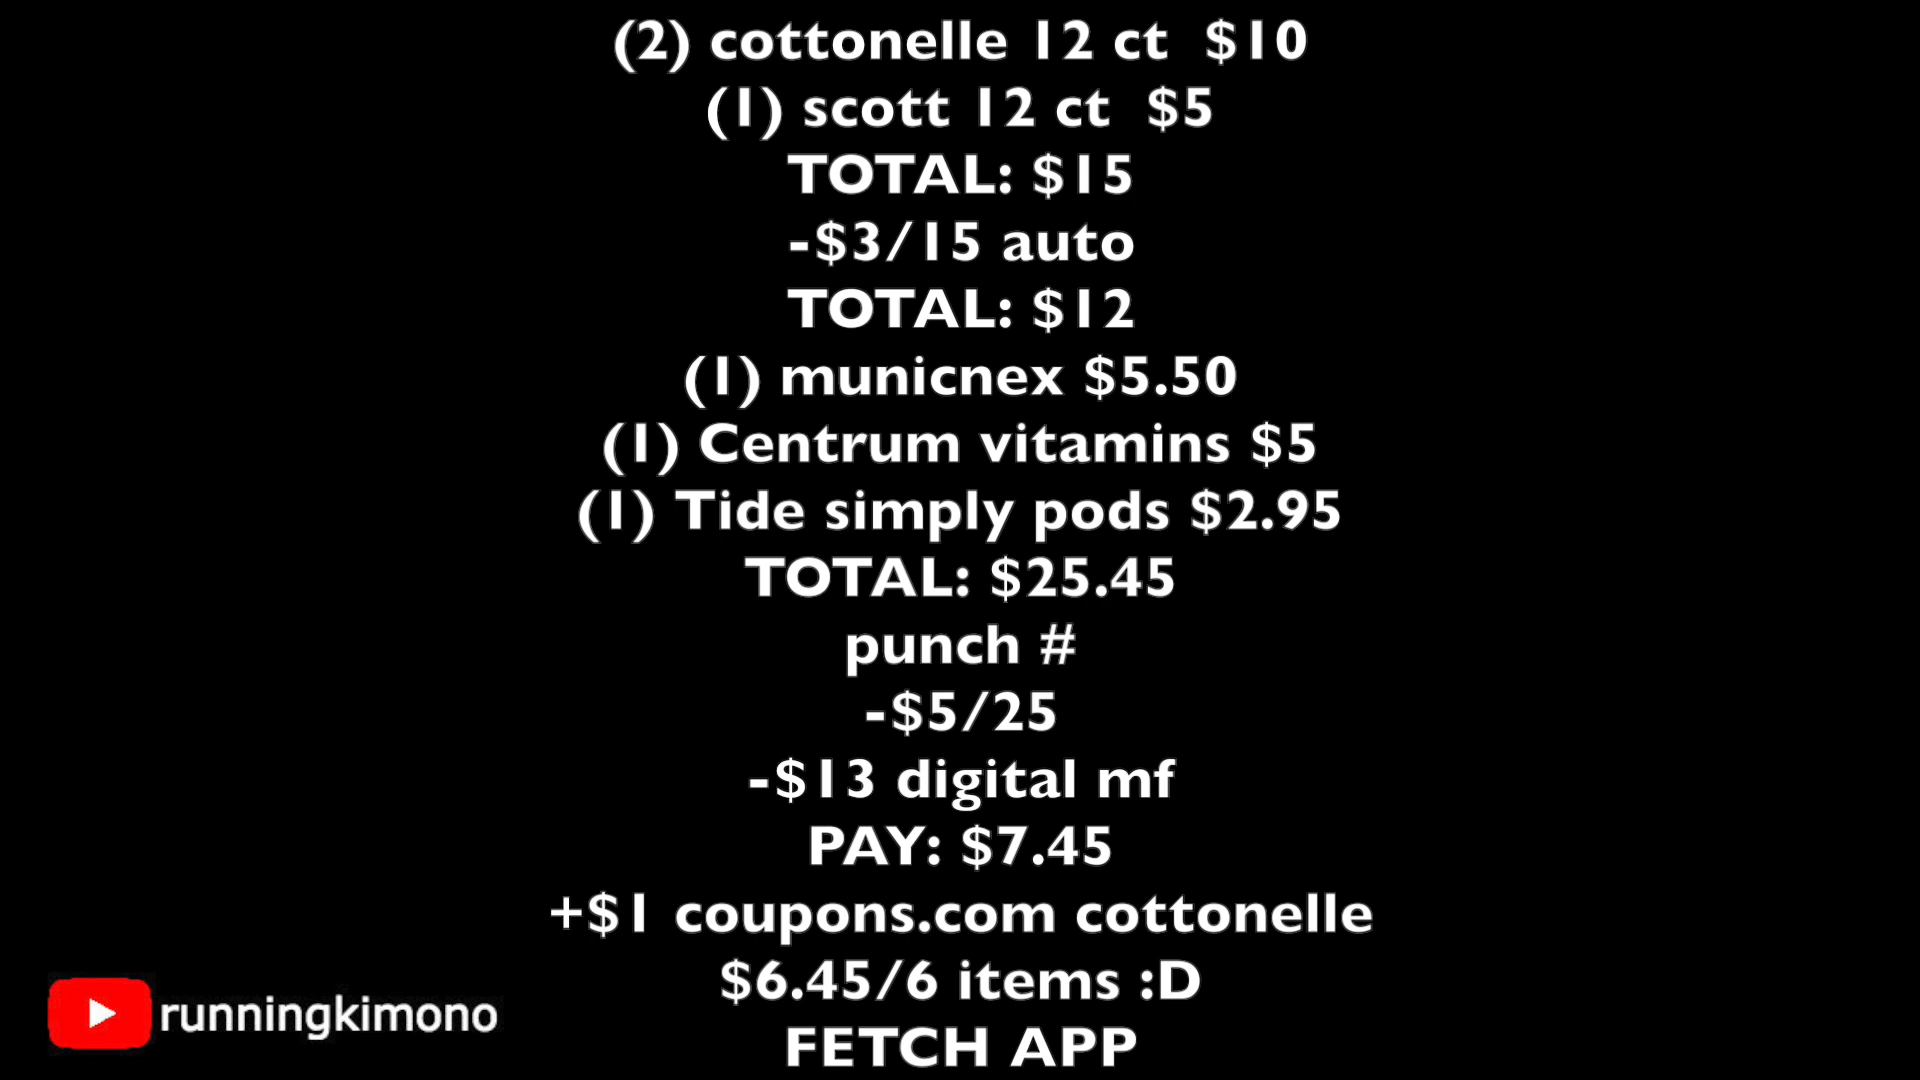 (2) cottonelle 12 ct  $10
(1) scott 12 ct  $5
TOTAL: $15
-$3/15 auto
TOTAL: $12
(1) municnex $5.50
(1) Centrum vitamins $5
(1) Tide simply pods $2.95
TOTAL: $25.45
punch #
-$5/25
-$13 digital mf
PAY: $7.45
+$1 coupons.com cottonelle
$6.45/6 items :D
FETCH APP
runningkimono